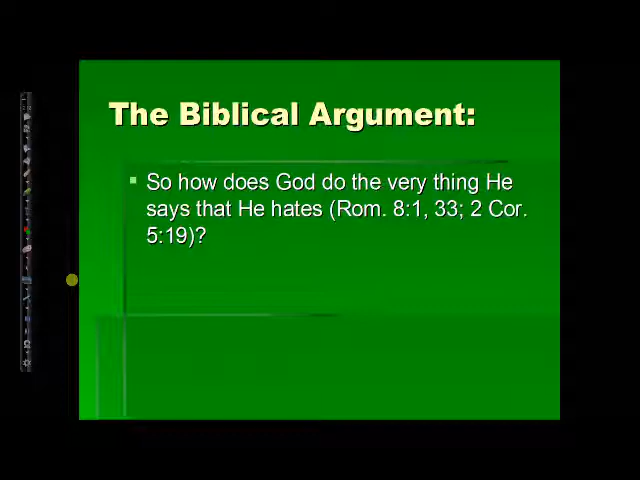 The Biblical Argument:
So how does God do the very thing He
says that He hates (Rom. 8:1, 33; 2 Cor.
5:19)?